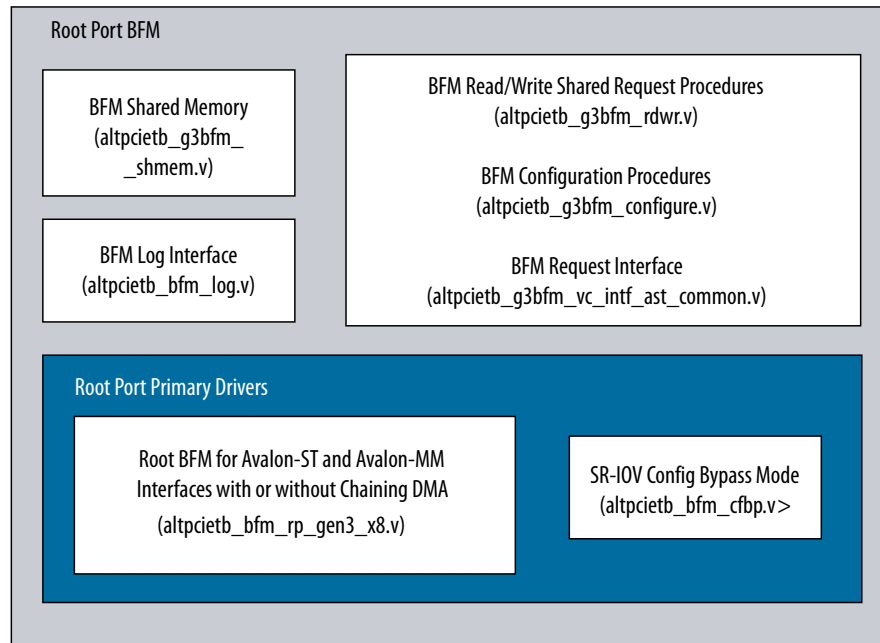 Root Port BFM
BFM Shared Memory
(altpcietb_g3bfm_
_shmem.v)
BFM Log Interface
(altpcietb_bfm_log.v)
BFM Read/Write Shared Request Procedures
(altpcietb_g3bfm_rdwr.v)
BFM Configuration Procedures
(altpcietb_g3bfm_configure.v)
BFM Request Interface
(altpcietb_g3bfm_vc_intf_ast_common.v)
Root Port Primary Drivers
Root BFM for Avalon-ST and Avalon-MM
Interfaces with or without Chaining DMA
(altpcietb_bfm_rp_gen3_x8.v)
SR-IOV Config Bypass Mode
(altpcietb_bfm_cfbp.v>